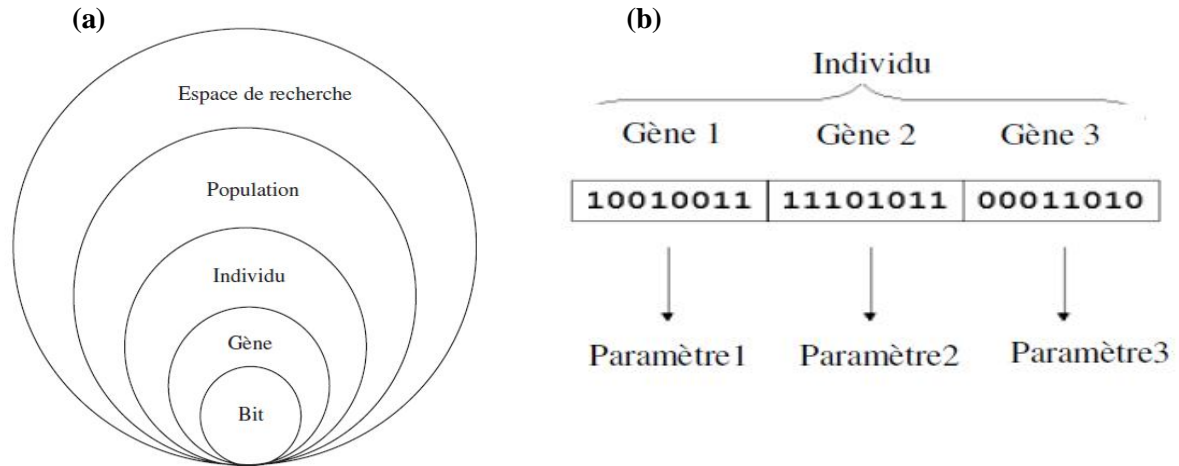 (a)
Espace de recherche
Population
Individu
Gène
Bit
(b)
Individu
Gène 1 Gène 2 Gène 3
10010011 11101011 00011010
Paramètre1 Paramètre2 Paramètre3